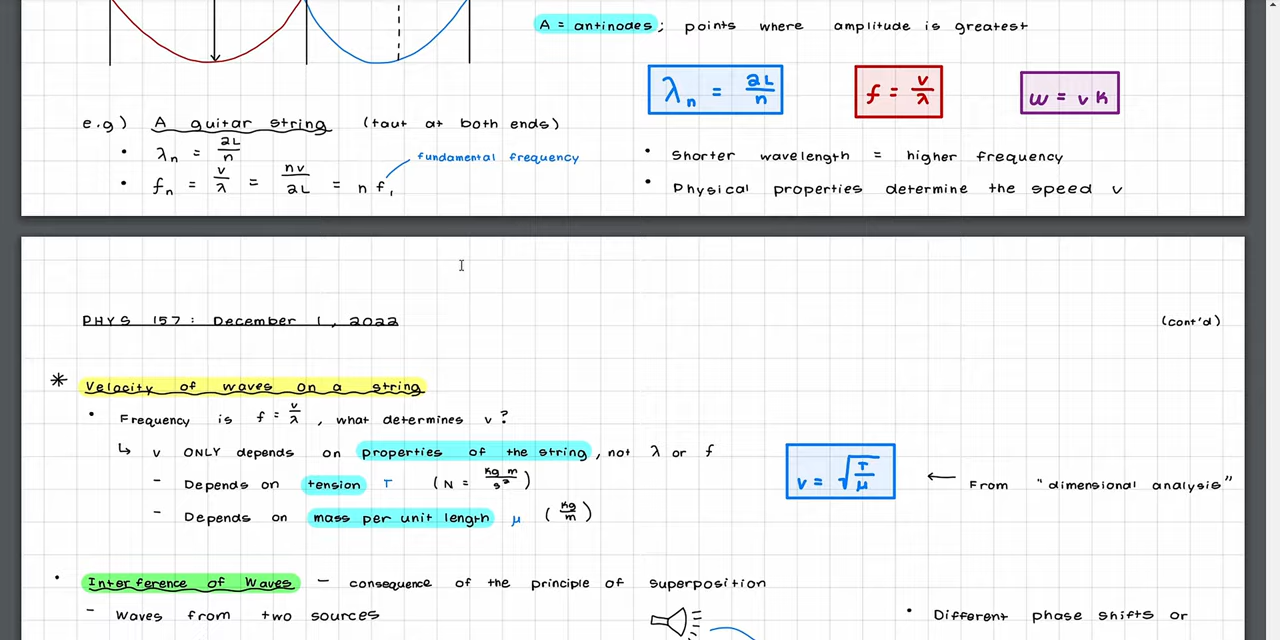 A = antinodes ; points where amplitude is greatest
λn = 2L/n
f = v/λ
ω = v k
e.g) A guitar string (taut at both ends)
• λn = 2L/n
fundamental frequency
• fn = v/λ = nv/2L = n f1
• Shorter wavelength = higher frequency
• Physical properties determine the speed v
PHYS 157: December 1, 2022
(cont'd)
* Velocity of waves on a string
• Frequency is f = v/λ , what determines v?
↳ v ONLY depends on properties of the string, not λ or f
- Depends on tension T (N = kg m/s²)
- Depends on mass per unit length μ (kg/m)
v = √(T/μ) ← From "dimensional analysis"
• Interference of Waves — consequence of the principle of superposition
- Waves from two sources
• Different phase shifts or